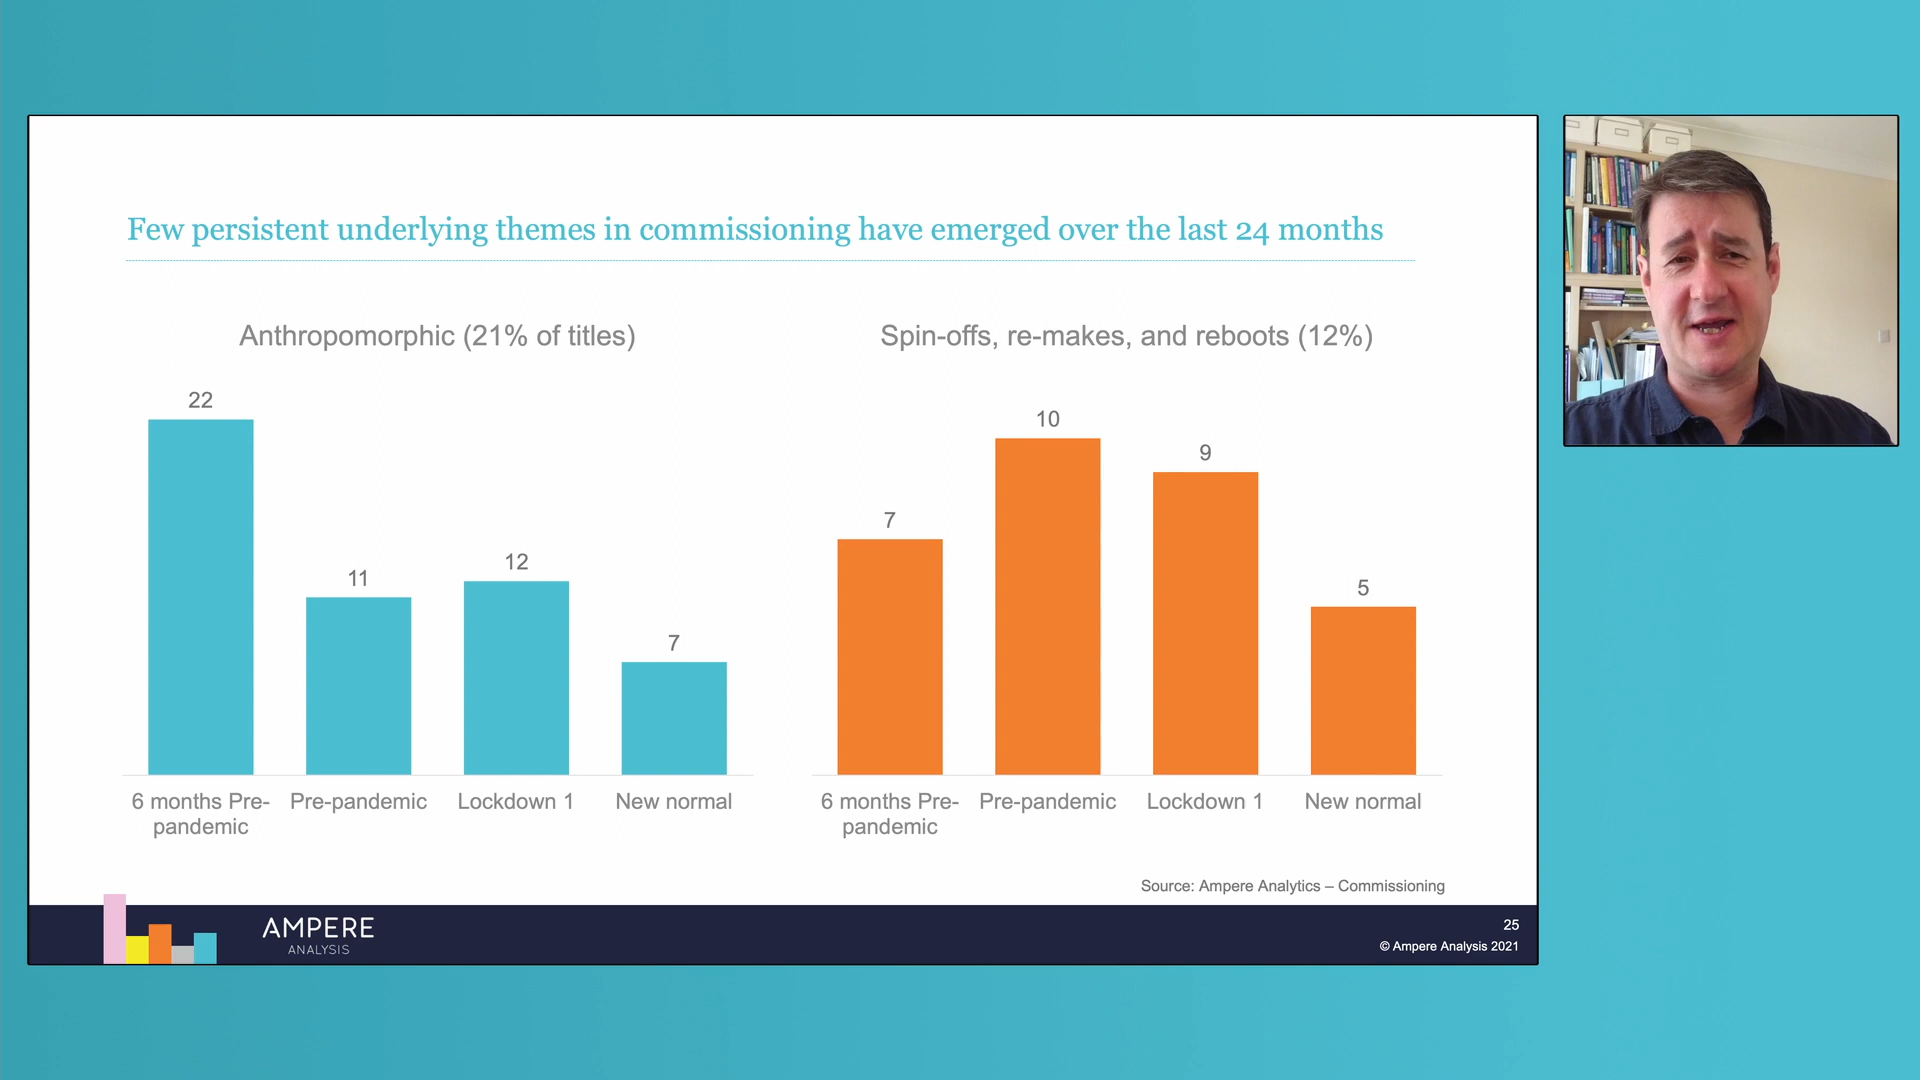 Few persistent underlying themes in commissioning have emerged over the last 24 months
Anthropomorphic (21% of titles)
22
11
12
7
6 months Pre-
pandemic
Pre-pandemic
Lockdown 1
New normal
Spin-offs, re-makes, and reboots (12%)
7
10
9
5
6 months Pre-
pandemic
Pre-pandemic
Lockdown 1
New normal
Source: Ampere Analytics – Commissioning
AMPERE
ANALYSIS
25
© Ampere Analysis 2021